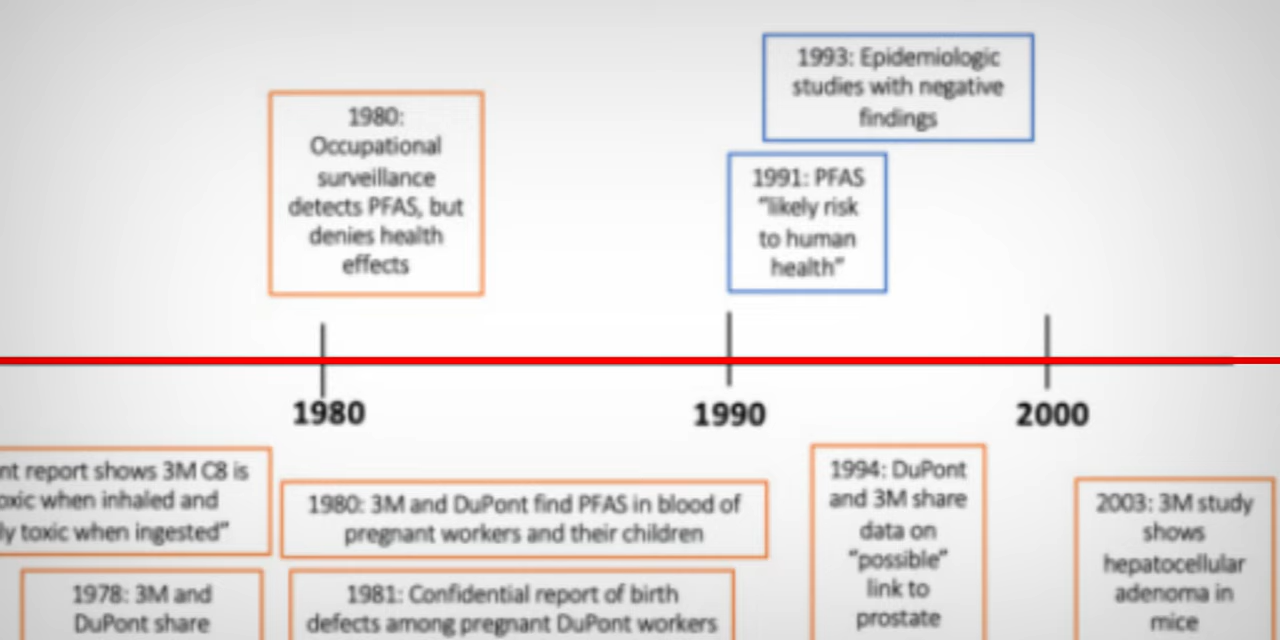 1993: Epidemiologic
studies with negative
findings
1980:
Occupational
surveillance
detects PFAS, but
denies health
effects
1991: PFAS
"likely risk
to human
health"
1980
1990
2000
nt report shows 3M C8 is
oxic when inhaled and
ly toxic when ingested"
1980: 3M and DuPont find PFAS in blood of
pregnant workers and their children
1994: DuPont
and 3M share
data on
"possible"
link to
prostate
2003: 3M study
shows
hepatocellular
adenoma in
mice
1978: 3M and
DuPont share
1981: Confidential report of birth
defects among pregnant DuPont workers